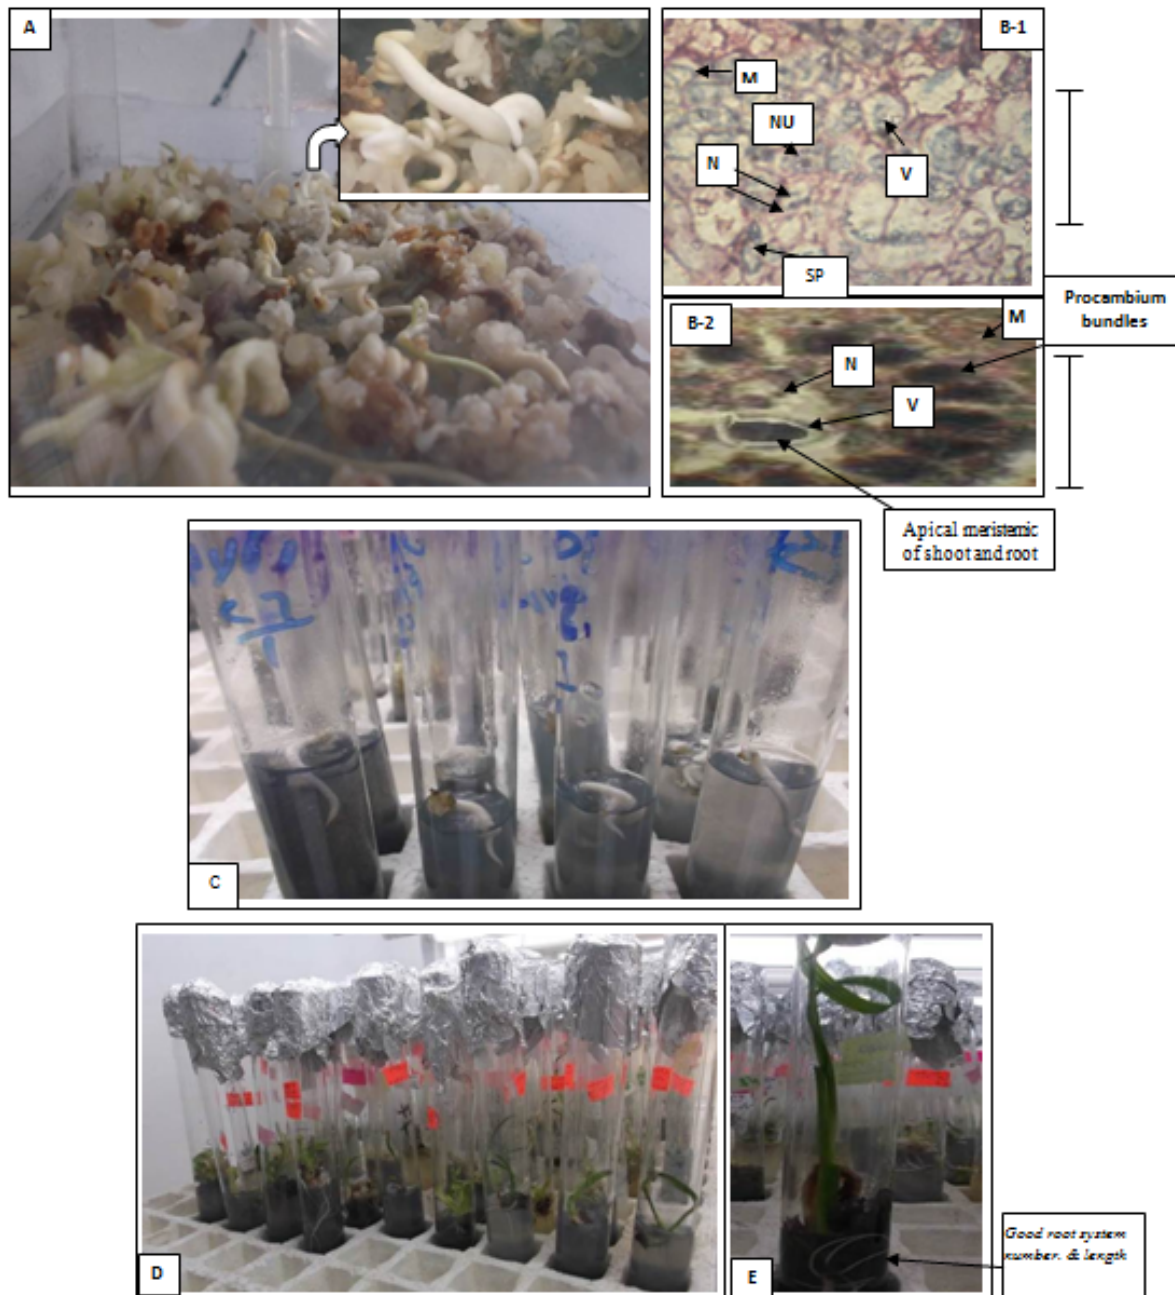 A
B-1
M
NU
N
V
SP
Procambium
bundles
B-2
M
N
V
Apical meristemic
of shoot and root
C
D
E
Good root system
number. & length